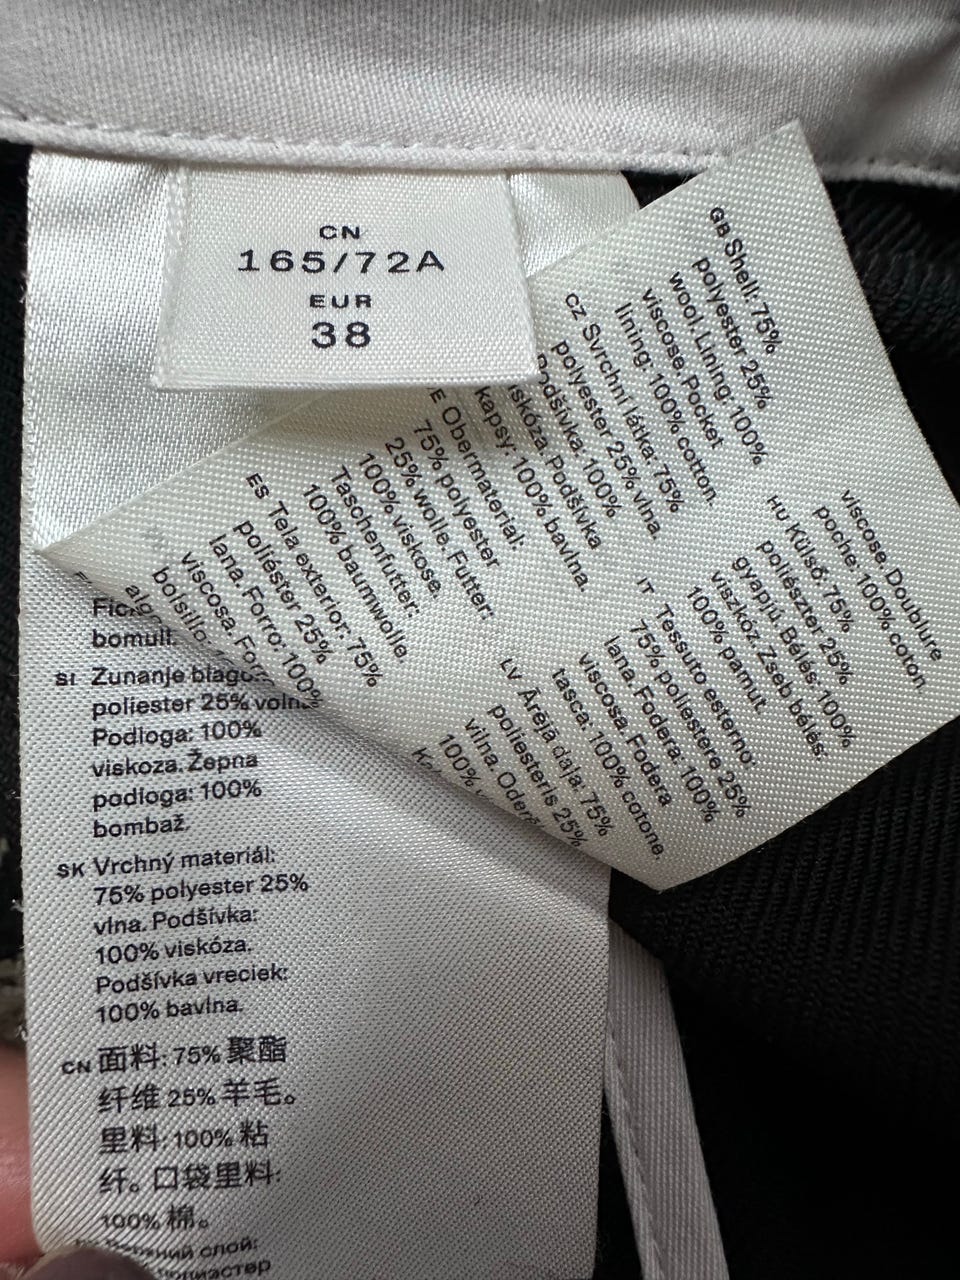 CN
165/72A
EUR
38
GB Shell: 75%
polyester 25%
wool. Lining: 100%
viscose. Pocket
lining: 100% cotton.
CZ Svrchní látka: 75%
polyester 25% vlna.
Podšívka: 100%
viskóza. Podšívka
kapsy: 100% bavlna.
DE Obermaterial:
75% polyester
25% wolle. Futter:
100% viskose.
Taschenfutter:
100% baumwolle.
ES Tela exterior: 75%
poliéster 25%
lana. Forro: 100%
viscosa.
viscose. Doublure
poche: 100% coton.
HU Külső: 75%
poliészter 25%
gyapjú. Bélés: 100%
viszkóz. Zseb bélés:
100% pamut.
IT Tessuto esterno:
75% poliestere 25%
lana. Fodera: 100%
viscosa. Fodera
tasca: 100% cotone.
LV Ārējā daļa: 75%
poliesteris 25%
vilna.
100%
bomull.
SI Zunanje
poliester 25%
Podloga: 100%
viskoza. Žepna
podloga: 100%
bombaž.
SK Vrchný materiál:
75% polyester 25%
vlna. Podšívka:
100% viskóza.
Podšívka vreciek:
100% bavlna.
CN 面料: 75% 聚酯
纤维 25% 羊毛。
里料: 100% 粘
纤。口袋里料:
100% 棉。
слой: